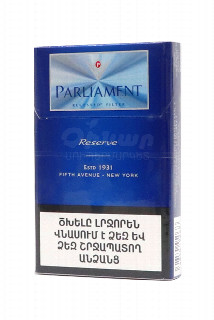 PARLIAMENT
RECESSED FILTER
Reserve
ESTD 1931
FIFTH AVENUE - NEW YORK
ԾԽԵԼԸ ԼՐՋՈՐԵՆ
ՎՆԱՍՈՒՄ Է ՁԵԶ ԵՎ
ՁԵԶ ՇՐՋԱՊԱՏՈՂ
ԱՆՁԱՆՑ